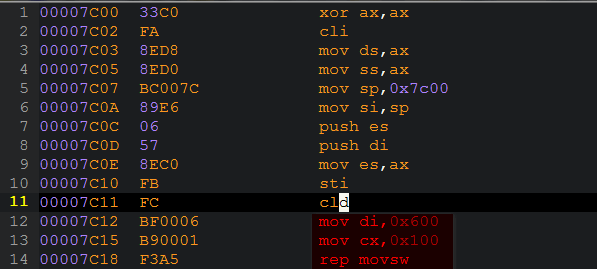 1 00007C00 33C0 xor ax,ax
2 00007C02 FA cli
3 00007C03 8ED8 mov ds,ax
4 00007C05 8ED0 mov ss,ax
5 00007C07 BC007C mov sp,0x7c00
6 00007C0A 89E6 mov si,sp
7 00007C0C 06 push es
8 00007C0D 57 push di
9 00007C0E 8EC0 mov es,ax
10 00007C10 FB sti
11 00007C11 FC cld
12 00007C12 BF0006 mov di,0x600
13 00007C15 B90001 mov cx,0x100
14 00007C18 F3A5 rep movsw